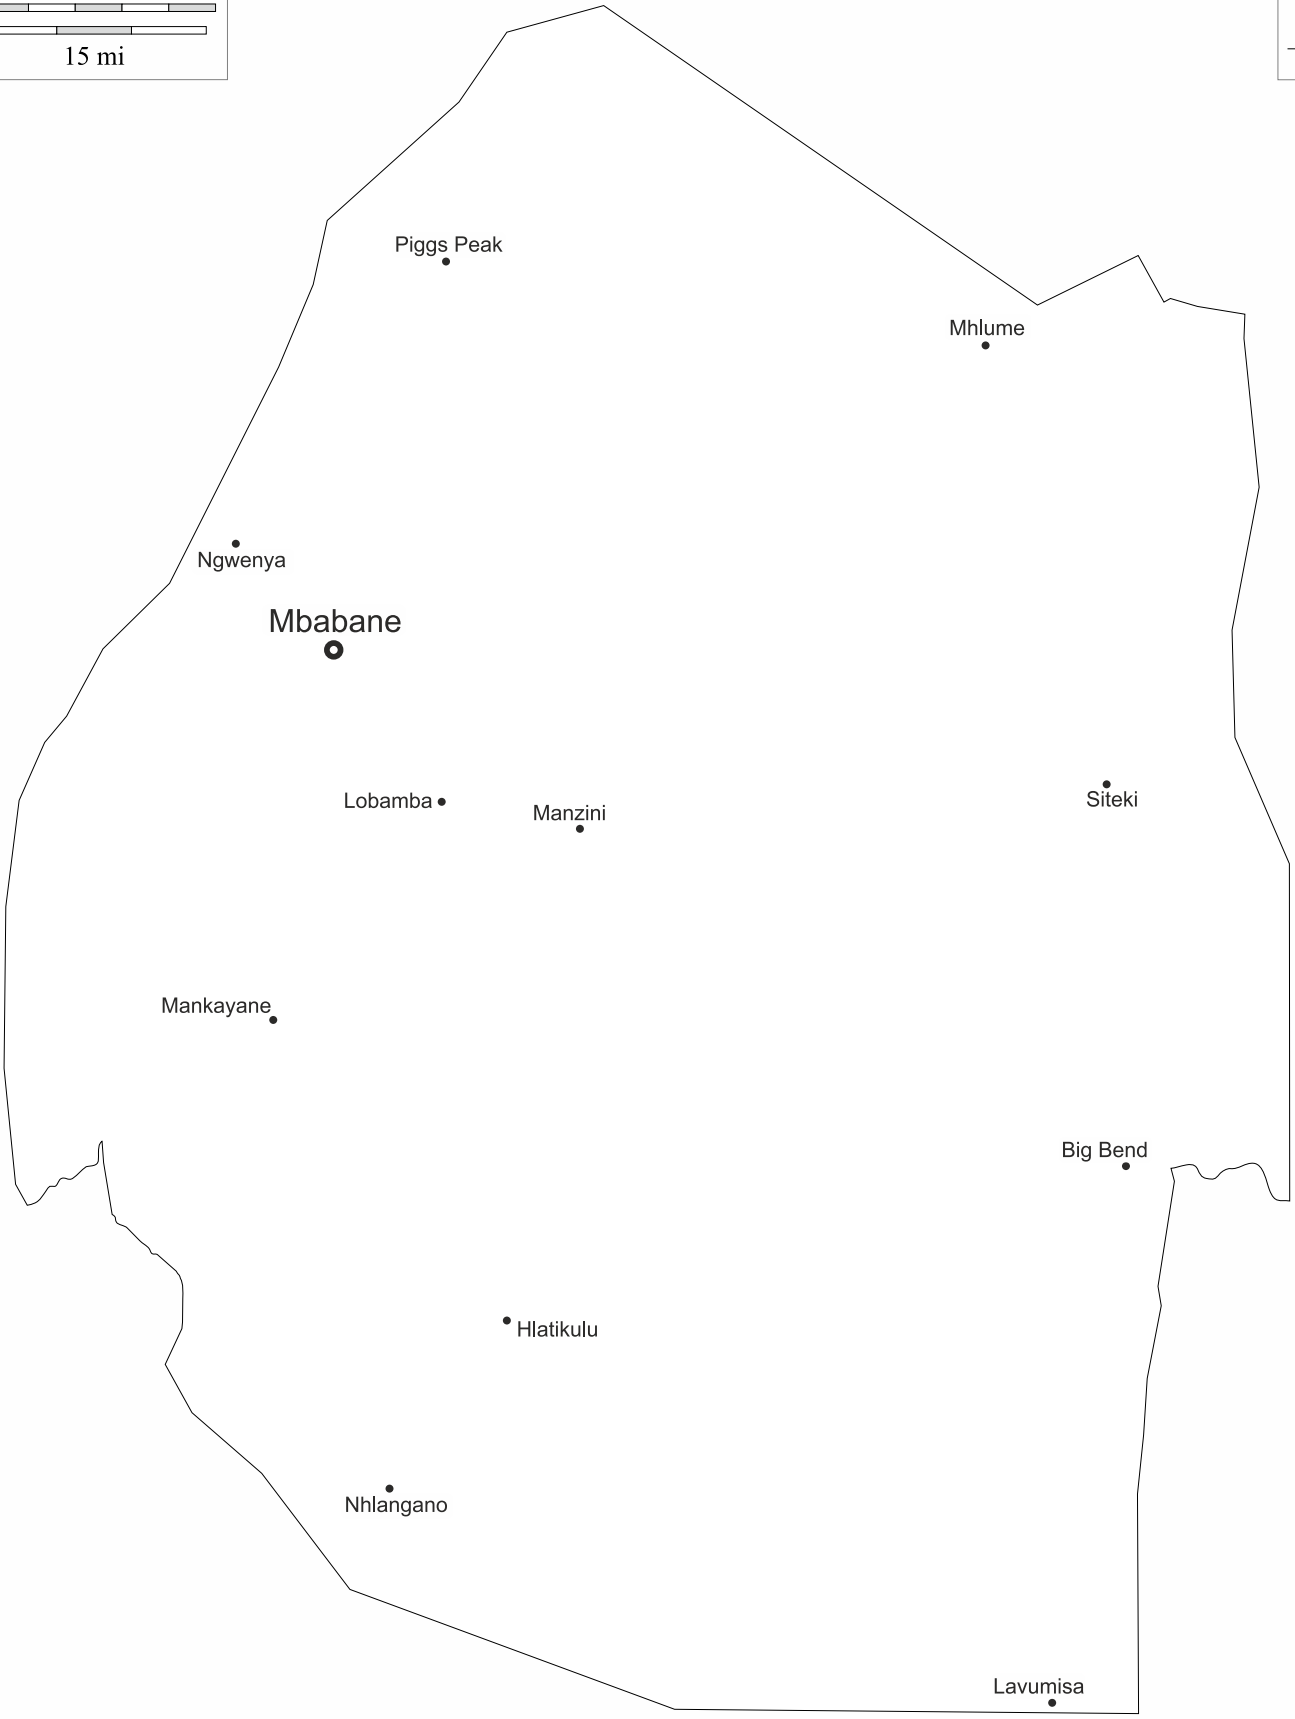 15 mi
Piggs Peak
Mhlume
Ngwenya
Mbabane
Lobamba
Manzini
Siteki
Mankayane
Big Bend
Hlatikulu
Nhlangano
Lavumisa